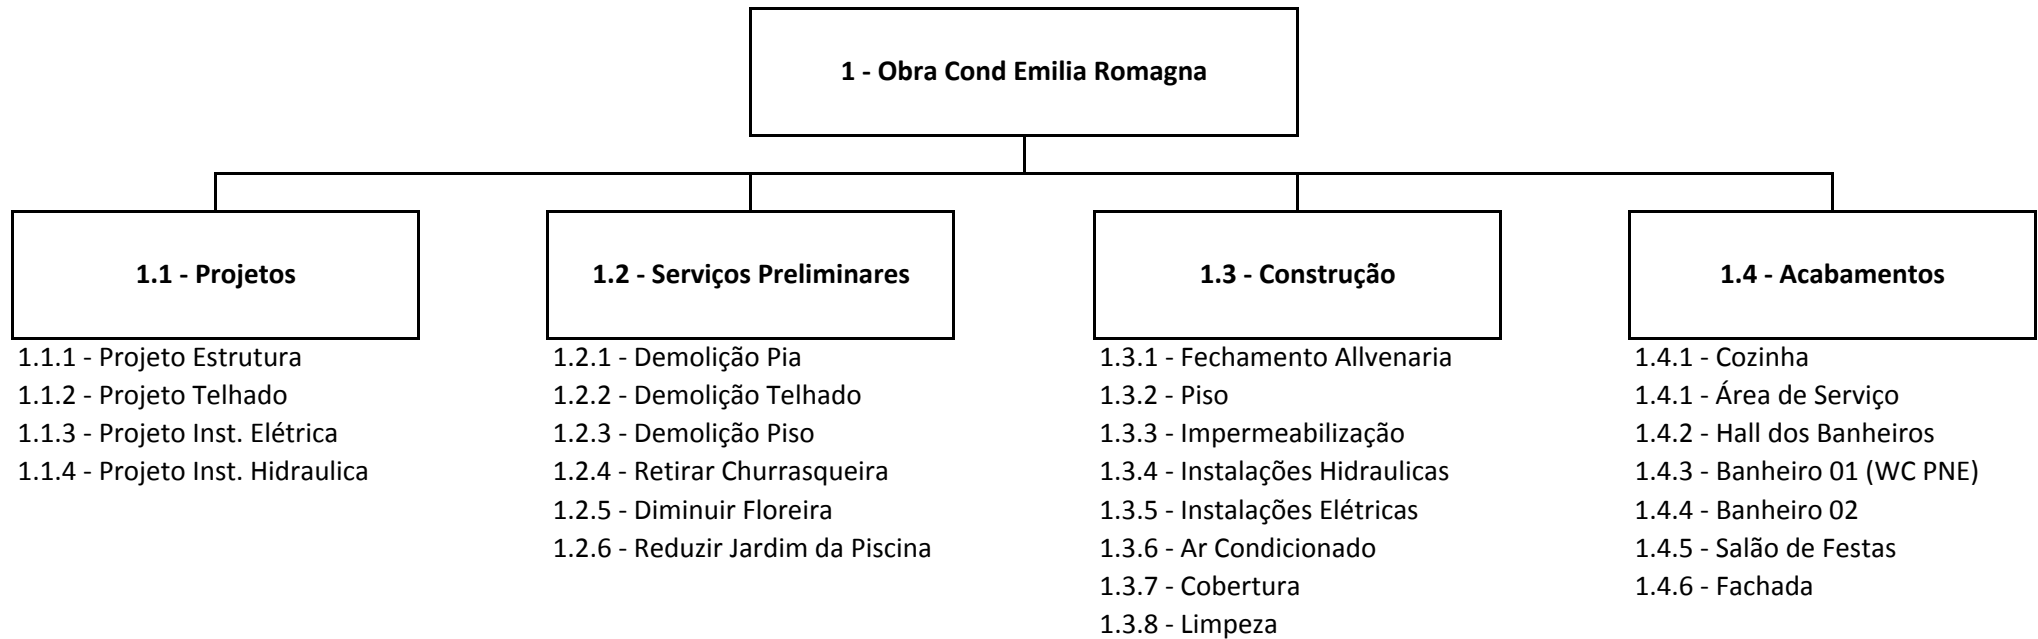 1 - Obra Cond Emilia Romagna
1.1 - Projetos
1.1.1 - Projeto Estrutura
1.1.2 - Projeto Telhado
1.1.3 - Projeto Inst. Elétrica
1.1.4 - Projeto Inst. Hidraulica
1.2 - Serviços Preliminares
1.2.1 - Demolição Pia
1.2.2 - Demolição Telhado
1.2.3 - Demolição Piso
1.2.4 - Retirar Churrasqueira
1.2.5 - Diminuir Floreira
1.2.6 - Reduzir Jardim da Piscina
1.3 - Construção
1.3.1 - Fechamento Allvenaria
1.3.2 - Piso
1.3.3 - Impermeabilização
1.3.4 - Instalações Hidraulicas
1.3.5 - Instalações Elétricas
1.3.6 - Ar Condicionado
1.3.7 - Cobertura
1.3.8 - Limpeza
1.4 - Acabamentos
1.4.1 - Cozinha
1.4.1 - Área de Serviço
1.4.2 - Hall dos Banheiros
1.4.3 - Banheiro 01 (WC PNE)
1.4.4 - Banheiro 02
1.4.5 - Salão de Festas
1.4.6 - Fachada